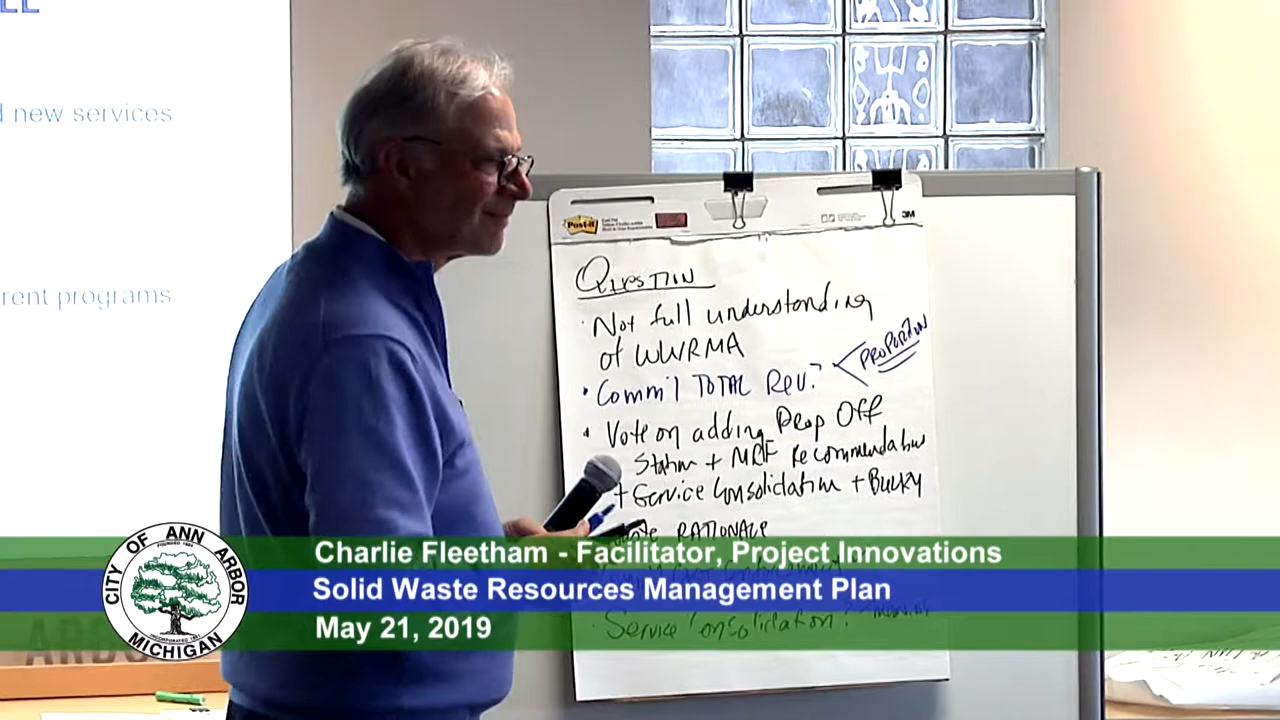 d new services
rent programs
Post-it
3M
QUESTION
· Not full understanding
of WWRMA
• Comm'l TOTAL Rev.?
PROPORTION
• Vote on adding Drop Off
Station + MRF Recommendations
+ Service Consolidation + BULKY
RATIONALE
Service Consolidation?
CITY OF ANN ARBOR
MICHIGAN
Charlie Fleetham - Facilitator, Project Innovations
Solid Waste Resources Management Plan
May 21, 2019